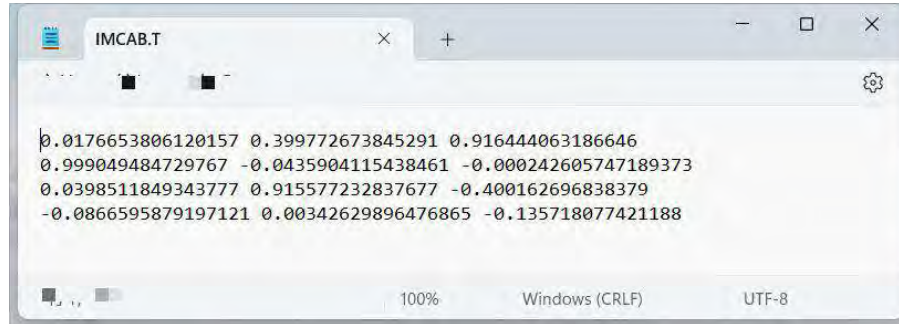 IMCAB.T
0.0176653806120157 0.399772673845291 0.916444063186646
0.999049484729767 -0.0435904115438461 -0.000242605747189373
0.0398511849343777 0.915577232837677 -0.400162696838379
-0.0866595879197121 0.00342629896476865 -0.135718077421188
100% Windows (CRLF) UTF-8